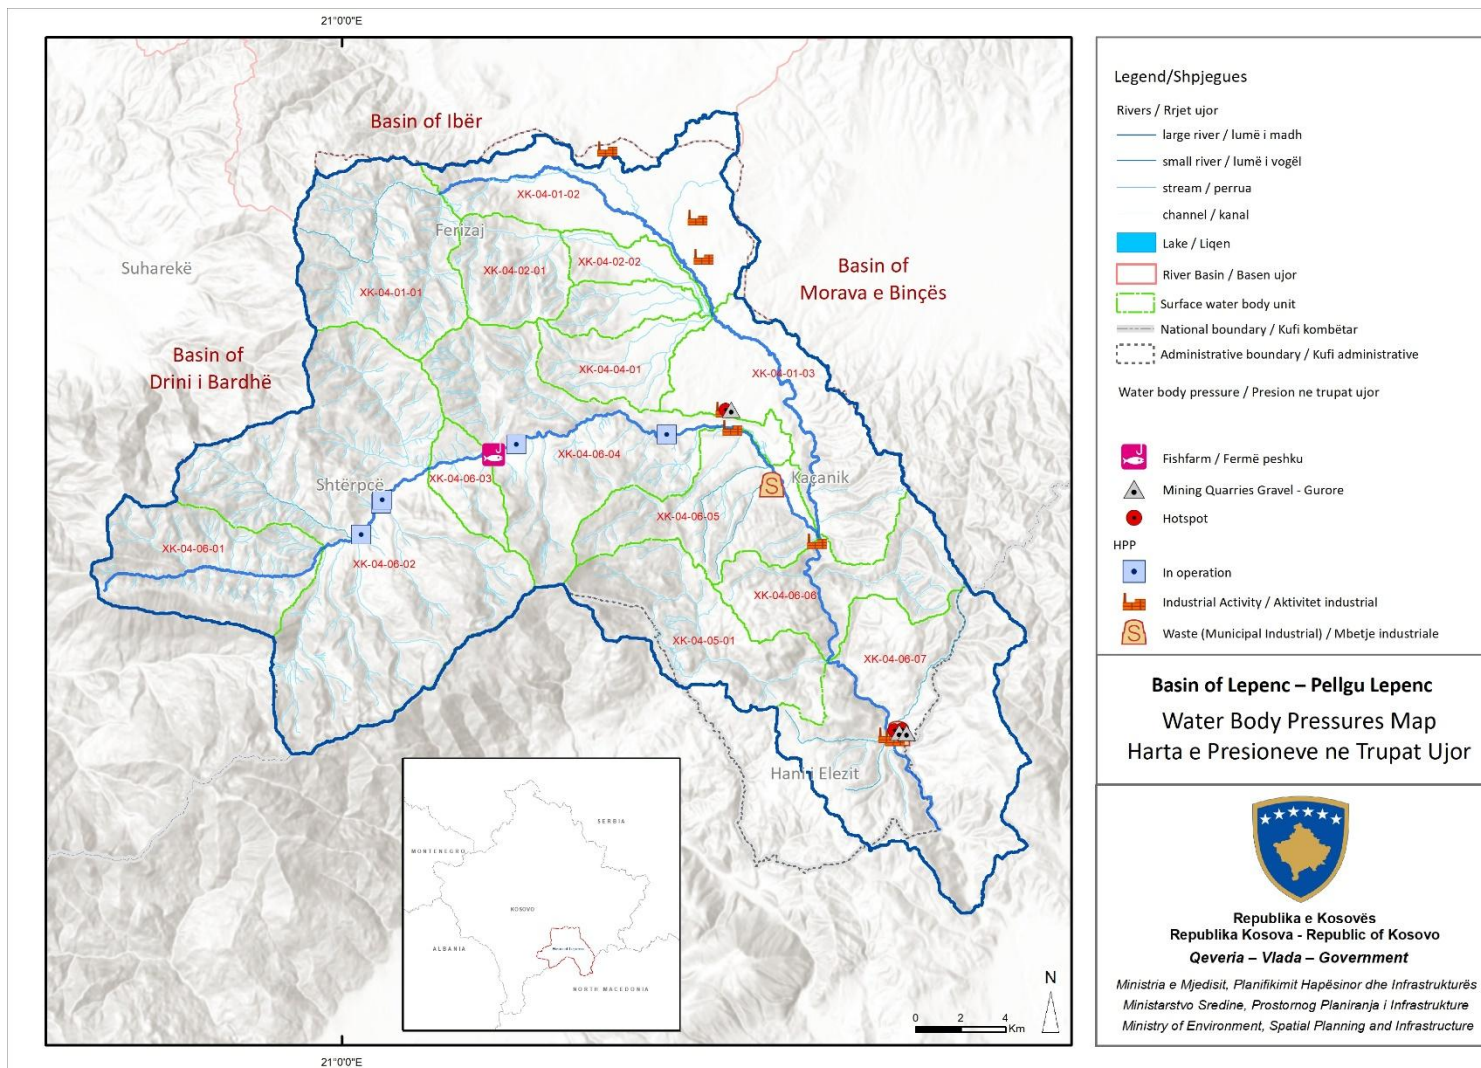 21°0'0"E
Basin of Ibër
XK-04-01-02
Ferizaj
Suharekë
XK-04-02-01
XK-04-02-02
XK-04-01-01
Basin of
Morava e Binçës
Basin of
Drini i Bardhë
XK-04-04-01
XK-04-01-03
XK-04-06-04
Shtërpcë
XK-04-06-03
Kaçanik
XK-04-06-05
XK-04-06-01
XK-04-06-02
XK-04-06-06
XK-04-05-01
XK-04-06-07
Hani i Elezit
SERBIA
MONTENEGRO
KOSOVO
ALBANIA
NORTH MACEDONIA
N
0 2 4
Km
21°0'0"E
Legend/Shpjegues
Rivers / Rrjet ujor
large river / lumë i madh
small river / lumë i vogël
stream / perrua
channel / kanal
Lake / Liqen
River Basin / Basen ujor
Surface water body unit
National boundary / Kufi kombëtar
Administrative boundary / Kufi administrative
Water body pressure / Presion ne trupat ujor
Fishfarm / Fermë peshku
Mining Quarries Gravel - Gurore
Hotspot
HPP
In operation
Industrial Activity / Aktivitet industrial
Waste (Municipal Industrial) / Mbetje industriale
Basin of Lepenc – Pellgu Lepenc
Water Body Pressures Map
Harta e Presioneve ne Trupat Ujor
Republika e Kosovës
Republika Kosova - Republic of Kosovo
Qeveria – Vlada – Government
Ministria e Mjedisit, Planifikimit Hapësinor dhe Infrastrukturës
Ministarstvo Sredine, Prostornog Planiranja i Infrastrukture
Ministry of Environment, Spatial Planning and Infrastructure